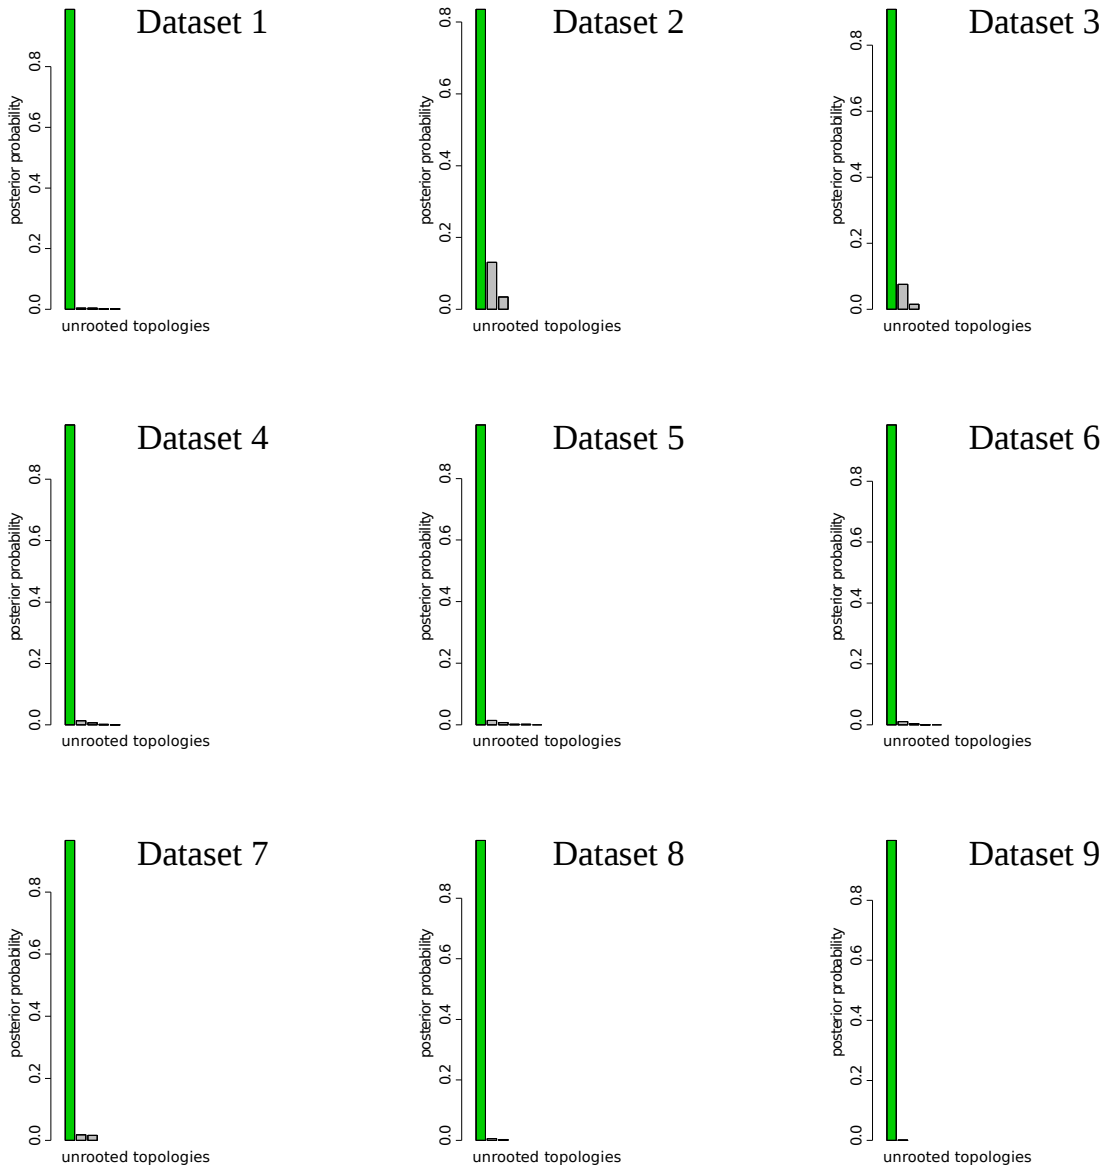 Dataset 1
Dataset 2
Dataset 3
posterior probability
0.0 0.2 0.4 0.6 0.8
unrooted topologies
posterior probability
0.0 0.2 0.4 0.6 0.8
unrooted topologies
posterior probability
0.0 0.2 0.4 0.6 0.8
unrooted topologies
Dataset 4
Dataset 5
Dataset 6
posterior probability
0.0 0.2 0.4 0.6 0.8
unrooted topologies
posterior probability
0.0 0.2 0.4 0.6 0.8
unrooted topologies
posterior probability
0.0 0.2 0.4 0.6 0.8
unrooted topologies
Dataset 7
Dataset 8
Dataset 9
posterior probability
0.0 0.2 0.4 0.6 0.8
unrooted topologies
posterior probability
0.0 0.2 0.4 0.6 0.8
unrooted topologies
posterior probability
0.0 0.2 0.4 0.6 0.8
unrooted topologies